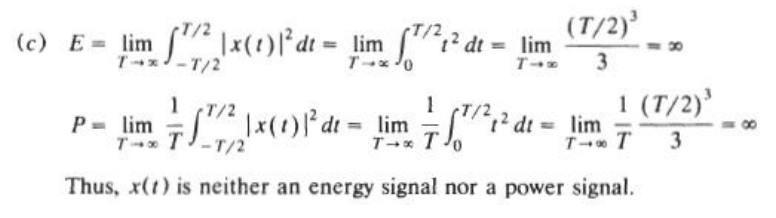 (c) E = lim_{T→∞} ∫_{-T/2}^{T/2} |x(t)|² dt = lim_{T→∞} ∫_0^{T/2} t² dt = lim_{T→∞} (T/2)³/3 = ∞
P = lim_{T→∞} 1/T ∫_{-T/2}^{T/2} |x(t)|² dt = lim_{T→∞} 1/T ∫_0^{T/2} t² dt = lim_{T→∞} 1/T (T/2)³/3 = ∞
Thus, x(t) is neither an energy signal nor a power signal.